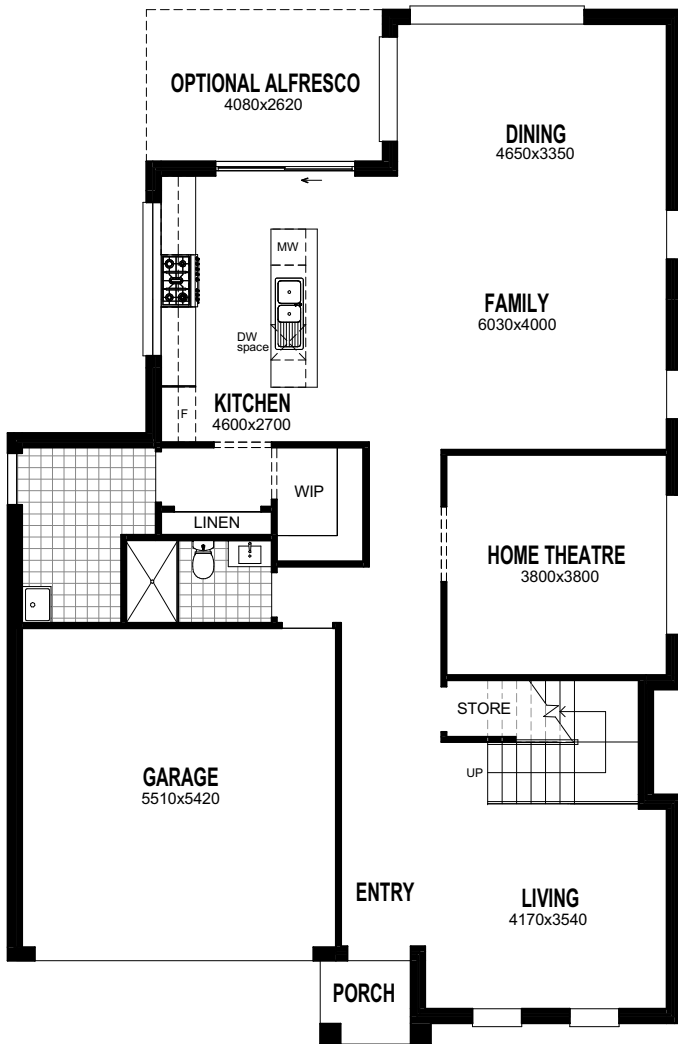 OPTIONAL ALFRESCO
4080x2620
DINING
4650x3350
MW
FAMILY
6030x4000
DW
space
F
KITCHEN
4600x2700
WIP
LINEN
HOME THEATRE
3800x3800
STORE
UP
GARAGE
5510x5420
ENTRY
LIVING
4170x3540
PORCH